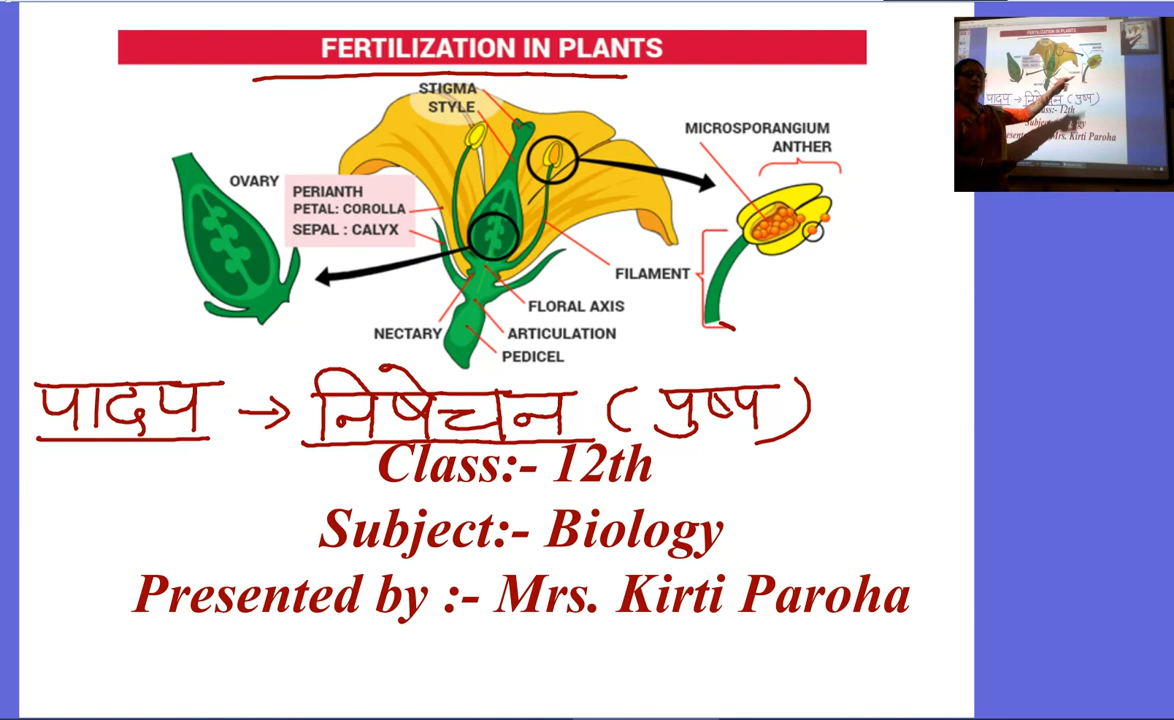 FERTILIZATION IN PLANTS
STIGMA
STYLE
MICROSPORANGIUM
ANTHER
OVARY
PERIANTH
PETAL: COROLLA
SEPAL : CALYX
FILAMENT
FLORAL AXIS
NECTARY
ARTICULATION
PEDICEL
पादप → निषेचन (पुष्प)
Class:- 12th
Subject:- Biology
Presented by :- Mrs. Kirti Paroha